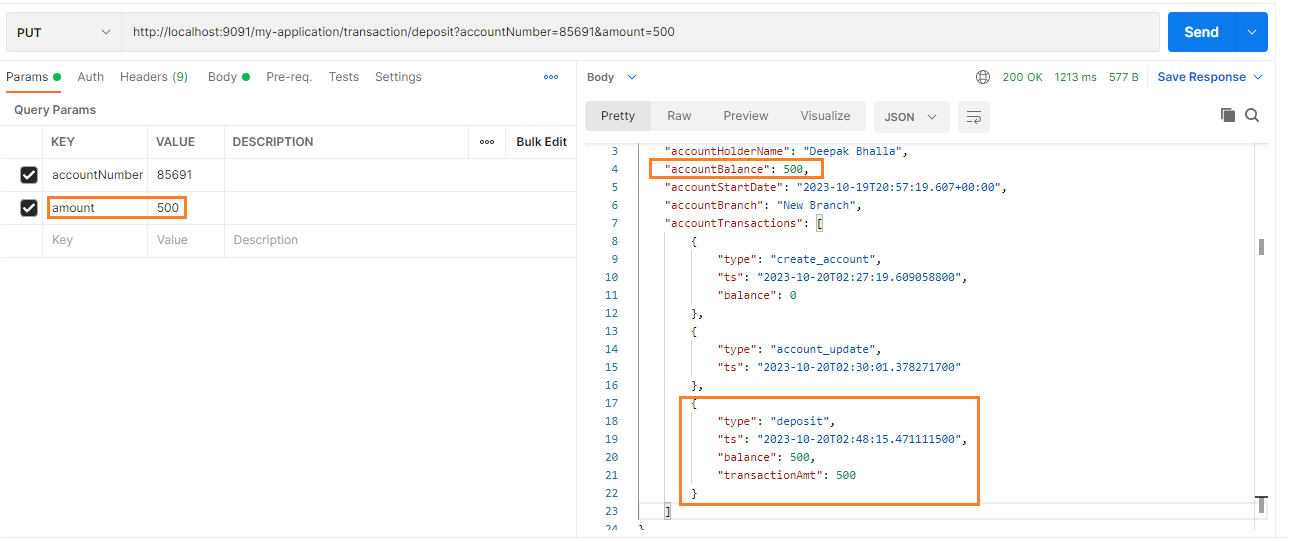 PUT
http://localhost:9091/my-application/transaction/deposit?accountNumber=85691&amount=500
Send
Params Auth Headers (9) Body Pre-req. Tests Settings
Query Params
KEY VALUE DESCRIPTION Bulk Edit
accountNumber 85691
amount 500
Key Value Description
Body 200 OK 1213 ms 577 B Save Response
Pretty Raw Preview Visualize JSON
3 "accountHolderName": "Deepak Bhalla",
4 "accountBalance": 500,
5 "accountStartDate": "2023-10-19T20:57:19.607+00:00",
6 "accountBranch": "New Branch",
7 "accountTransactions": [
8 {
9 "type": "create_account",
10 "ts": "2023-10-20T02:27:19.609058800",
11 "balance": 0
12 },
13 {
14 "type": "account_update",
15 "ts": "2023-10-20T02:30:01.378271700"
16 },
17 {
18 "type": "deposit",
19 "ts": "2023-10-20T02:48:15.471111500",
20 "balance": 500,
21 "transactionAmt": 500
22 }
23 ]
24 }